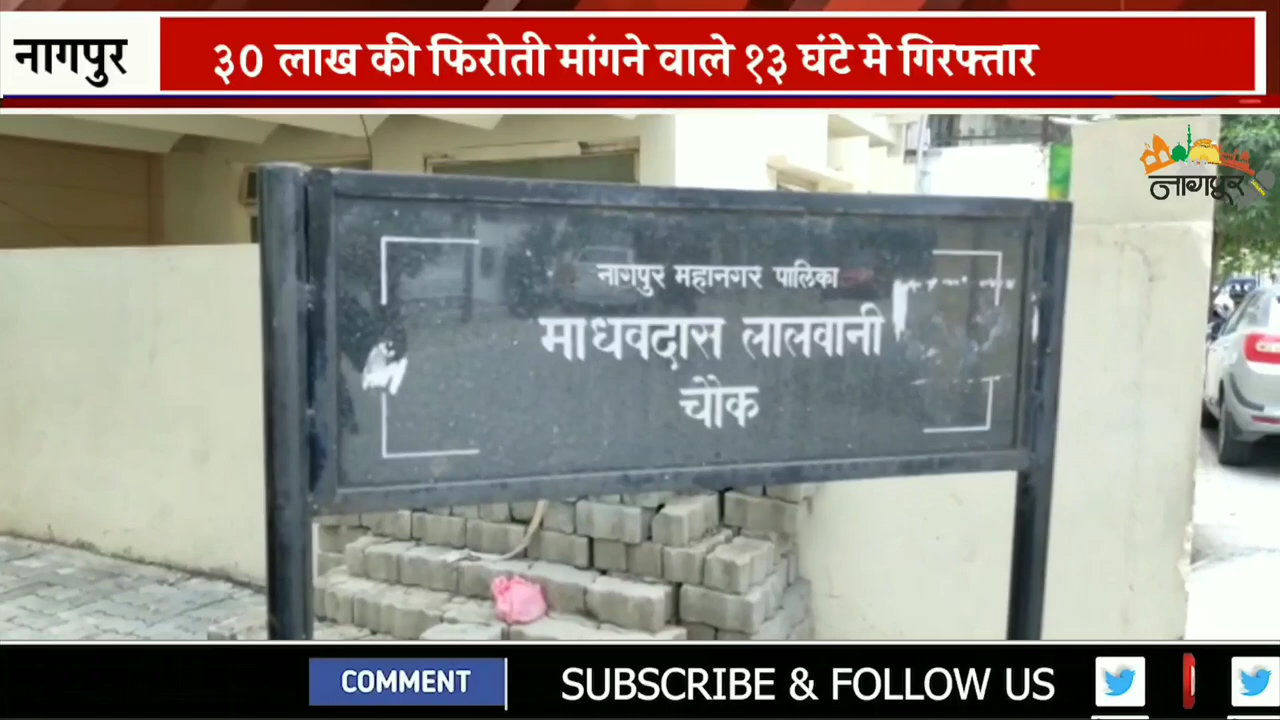 नागपुर
३० लाख की फिरोती मांगने वाले १३ घंटे मे गिरफ्तार
नागपुर
नागपुर महानगर पालिका
माधवदास लालवानी
चौक
COMMENT
SUBSCRIBE & FOLLOW US